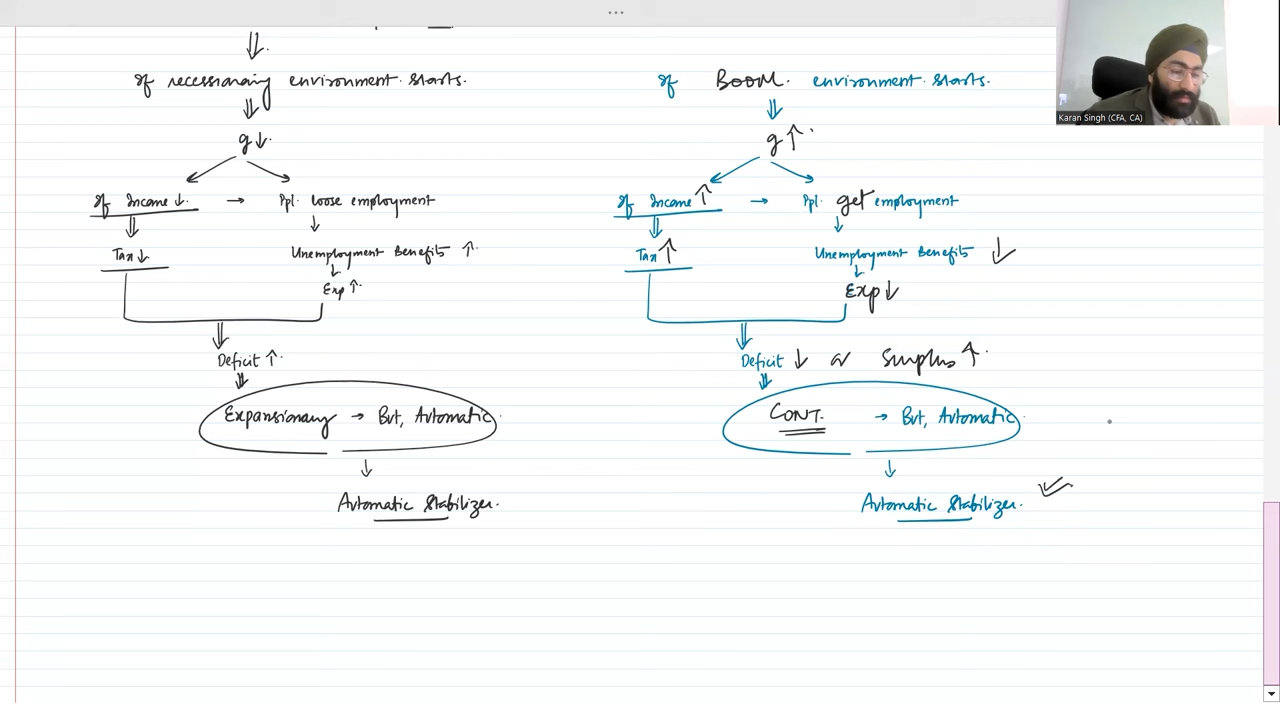 If recessionary environment starts.
g↓.
If Income ↓. → Ppl. loose employment
Tax ↓
Unemployment Benefits ↑.
Exp ↑.
Deficit ↑.
Expansionary → But, Automatic.
Automatic Stabilizer.
If BOOM. environment starts.
g↑.
If Income ↑ → Ppl. get employment
Tax ↑
Unemployment Benefits ↓
Exp ↓
Deficit ↓ or Surplus ↑.
CONT. → But, Automatic.
Automatic Stabilizer.
Karan Singh (CFA, CA)